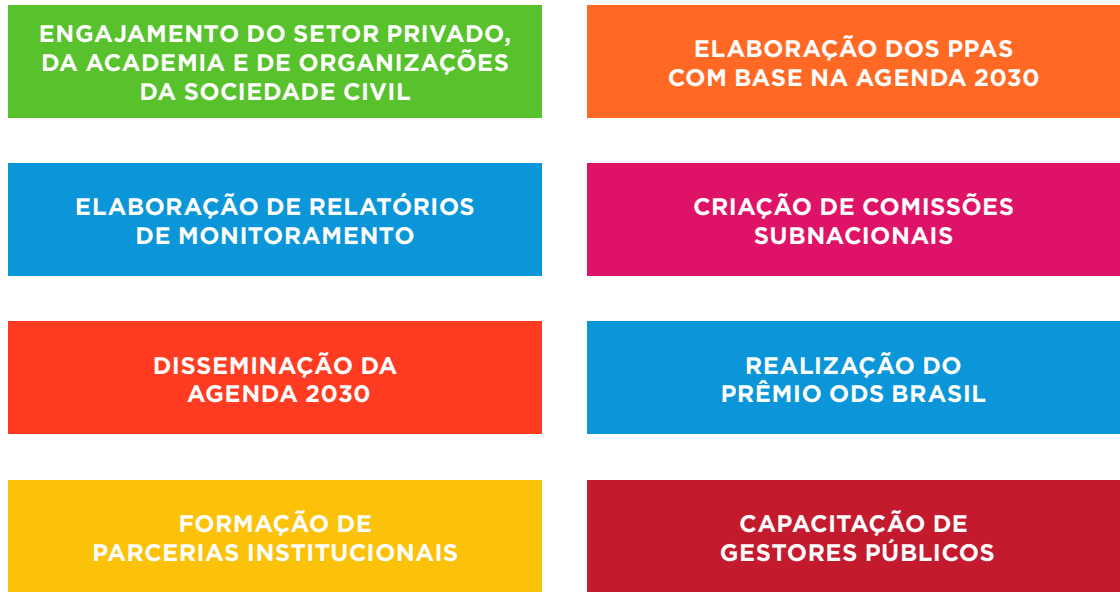 ENGAJAMENTO DO SETOR PRIVADO,
DA ACADEMIA E DE ORGANIZAÇÕES
DA SOCIEDADE CIVIL
ELABORAÇÃO DOS PPAS
COM BASE NA AGENDA 2030
ELABORAÇÃO DE RELATÓRIOS
DE MONITORAMENTO
CRIAÇÃO DE COMISSÕES
SUBNACIONAIS
DISSEMINAÇÃO DA
AGENDA 2030
REALIZAÇÃO DO
PRÊMIO ODS BRASIL
FORMAÇÃO DE
PARCERIAS INSTITUCIONAIS
CAPACITAÇÃO DE
GESTORES PÚBLICOS